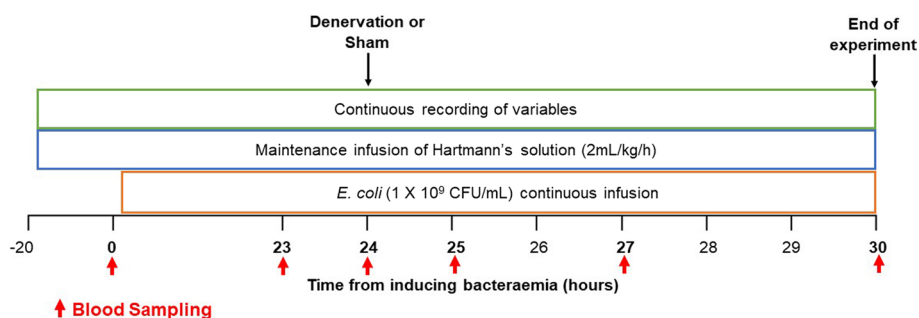 Denervation or
Sham
End of
experiment
Continuous recording of variables
Maintenance infusion of Hartmann's solution (2mL/kg/h)
E. coli (1 X 10⁹ CFU/mL) continuous infusion
-20 0 23 24 25 26 27 28 29 30
Time from inducing bacteraemia (hours)
Blood Sampling